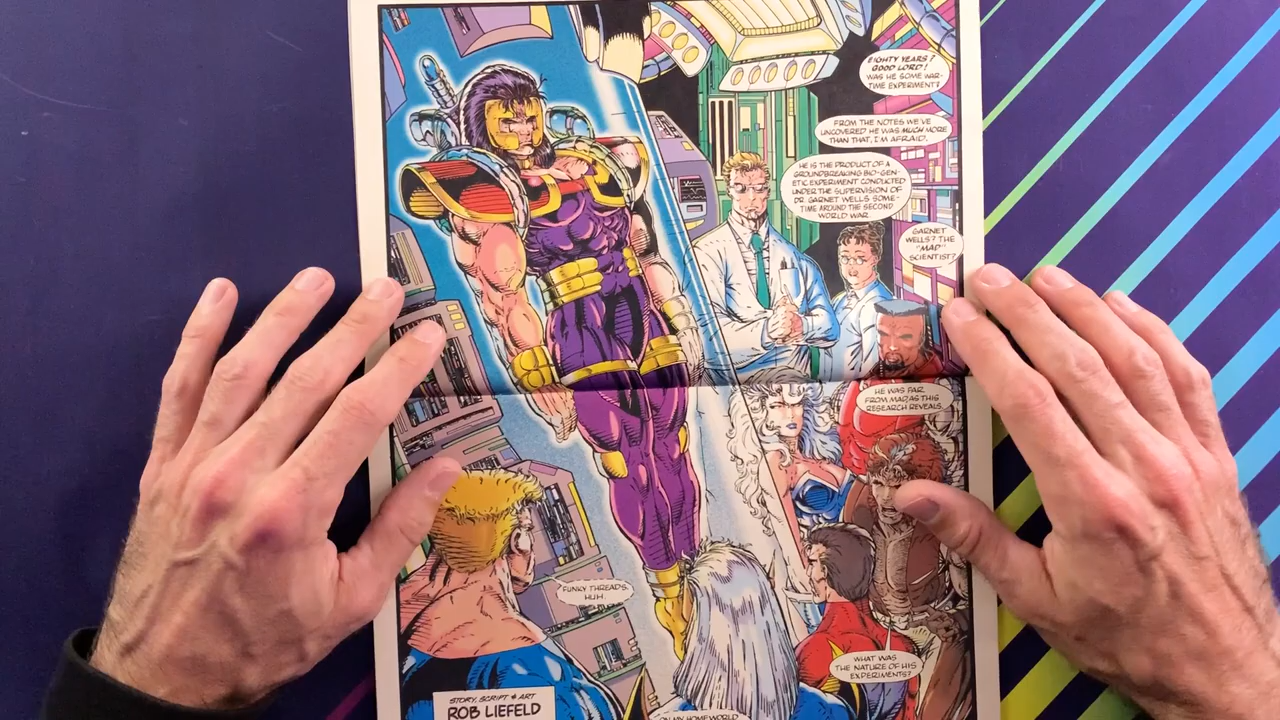 EIGHTY YEARS?
GOOD LORD!
WAS HE SOME WAR-
TIME EXPERIMENT?
FROM THE NOTES WE'VE
UNCOVERED HE WAS MUCH MORE
THAN THAT, I'M AFRAID.
HE IS THE PRODUCT OF A
GROUNDBREAKING BIO-GEN-
ETIC EXPERIMENT CONDUCTED
UNDER THE SUPERVISION OF
DR. GARNET WELLS SOME-
TIME AROUND THE SECOND
WORLD WAR.
GARNET
WELLS? THE
"MAD"
SCIENTIST?
HE WAS FAR
FROM MAD, AS THIS
RESEARCH REVEALS.
FUNKY THREADS,
HUH.
WHAT WAS
THE NATURE OF HIS
EXPERIMENTS?
STORY, SCRIPT & ART
ROB LIEFELD
ON MY HOMEWORLD